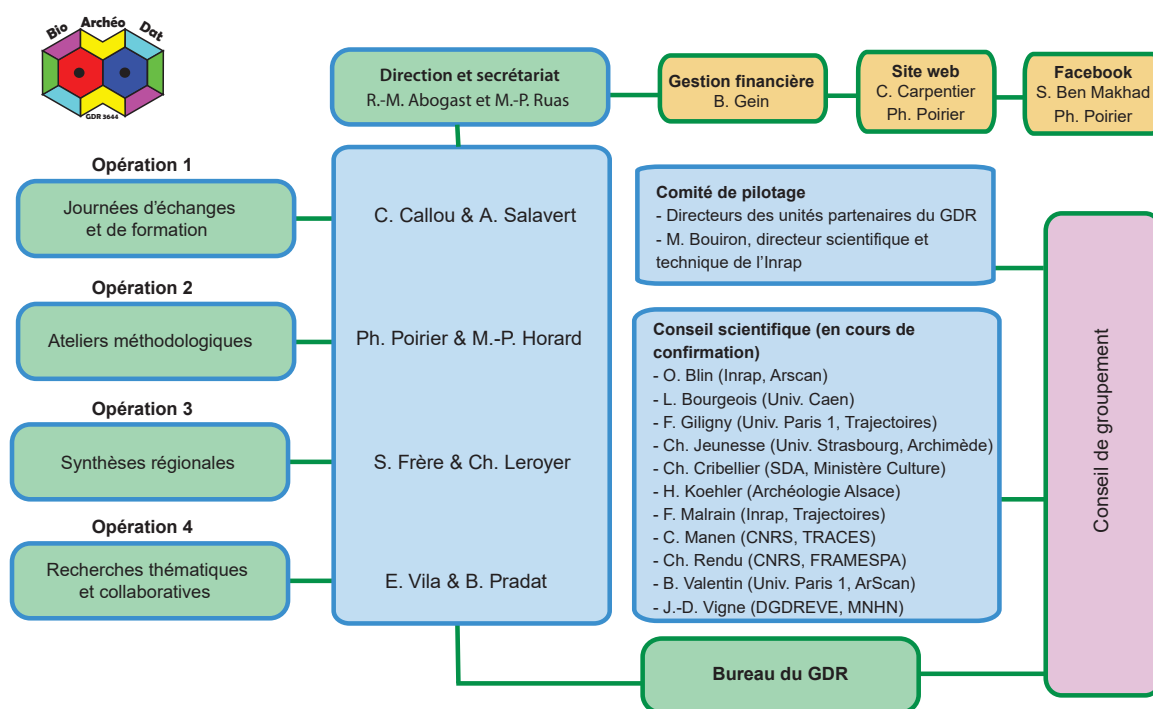 Bio Archéo Dat
GDR 3644
Direction et secrétariat
R.-M. Abogast et M.-P. Ruas
Gestion financière
B. Gein
Site web
C. Carpentier
Ph. Poirier
Facebook
S. Ben Makhad
Ph. Poirier
Opération 1
Journées d'échanges
et de formation
C. Callou & A. Salavert
Opération 2
Ateliers méthodologiques
Ph. Poirier & M.-P. Horard
Opération 3
Synthèses régionales
S. Frère & Ch. Leroyer
Opération 4
Recherches thématiques
et collaboratives
E. Vila & B. Pradat
Comité de pilotage
- Directeurs des unités partenaires du GDR
- M. Bouiron, directeur scientifique et
technique de l'Inrap
Conseil scientifique (en cours de
confirmation)
- O. Blin (Inrap, Arscan)
- L. Bourgeois (Univ. Caen)
- F. Giligny (Univ. Paris 1, Trajectoires)
- Ch. Jeunesse (Univ. Strasbourg, Archimède)
- Ch. Cribellier (SDA, Ministère Culture)
- H. Koehler (Archéologie Alsace)
- F. Malrain (Inrap, Trajectoires)
- C. Manen (CNRS, TRACES)
- Ch. Rendu (CNRS, FRAMESPA)
- B. Valentin (Univ. Paris 1, ArScan)
- J.-D. Vigne (DGDREVE, MNHN)
Bureau du GDR
Conseil de groupement